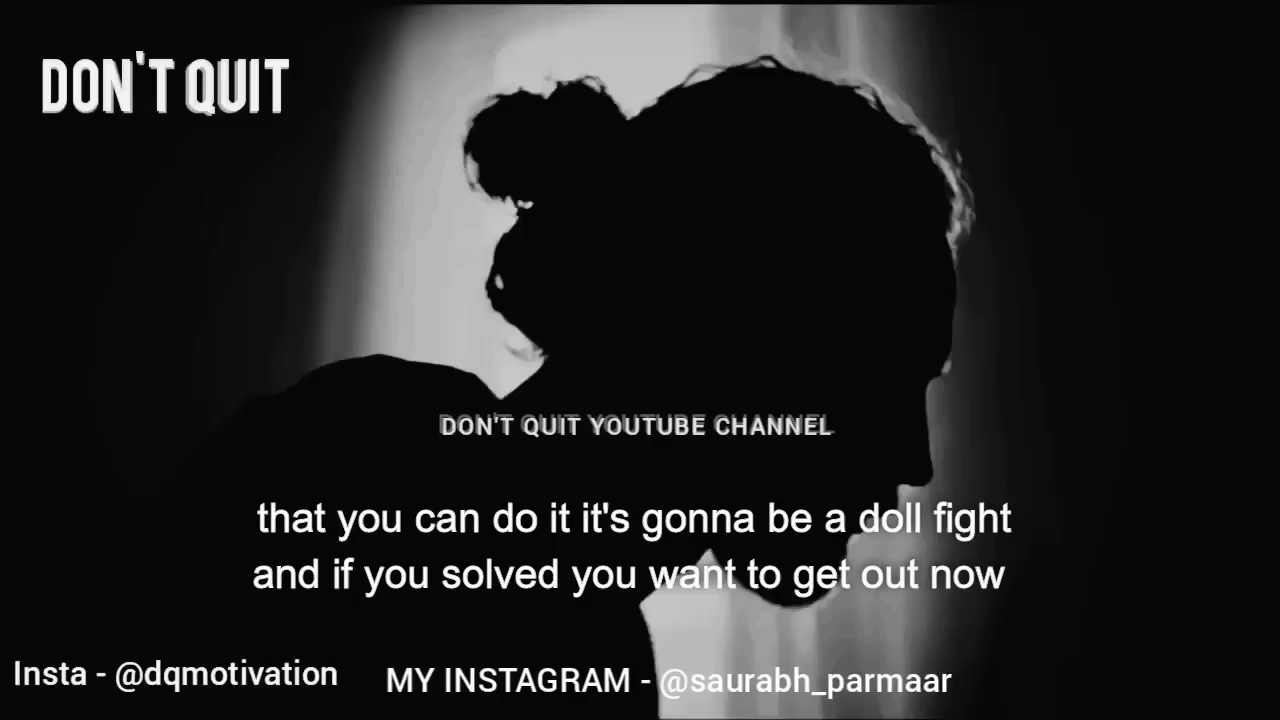 DON'T QUIT
DON'T QUIT YOUTUBE CHANNEL
that you can do it it's gonna be a doll fight
and if you solved you want to get out now
Insta - @dqmotivation
MY INSTAGRAM - @saurabh_parmaar